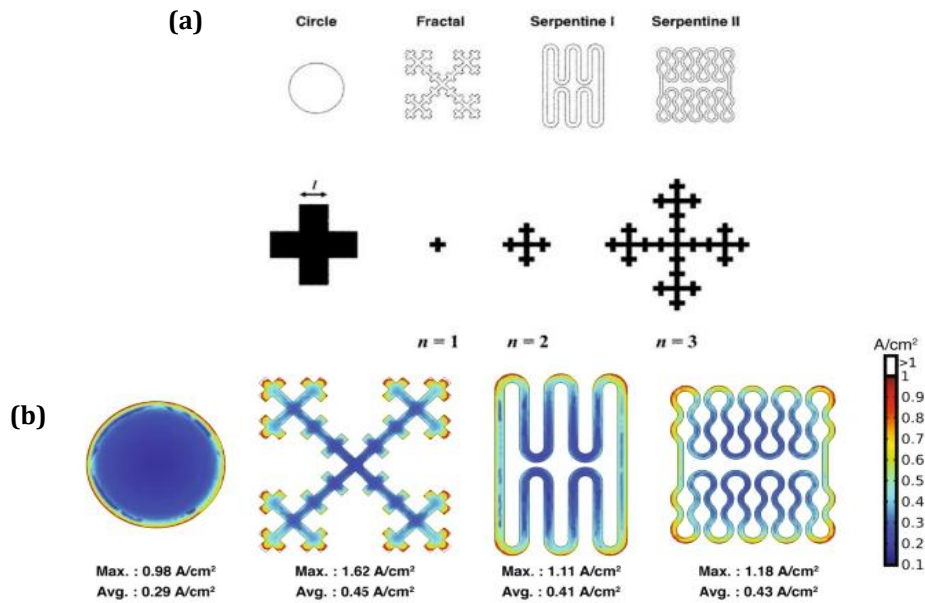 (a)
Circle Fractal Serpentine I Serpentine II
l
n = 1 n = 2 n = 3
A/cm²
>1
1
0.9
0.8
0.7
0.6
0.5
0.4
0.3
0.2
0.1
(b)
Max. : 0.98 A/cm² Max. : 1.62 A/cm² Max. : 1.11 A/cm² Max. : 1.18 A/cm²
Avg. : 0.29 A/cm² Avg. : 0.45 A/cm² Avg. : 0.41 A/cm² Avg. : 0.43 A/cm²